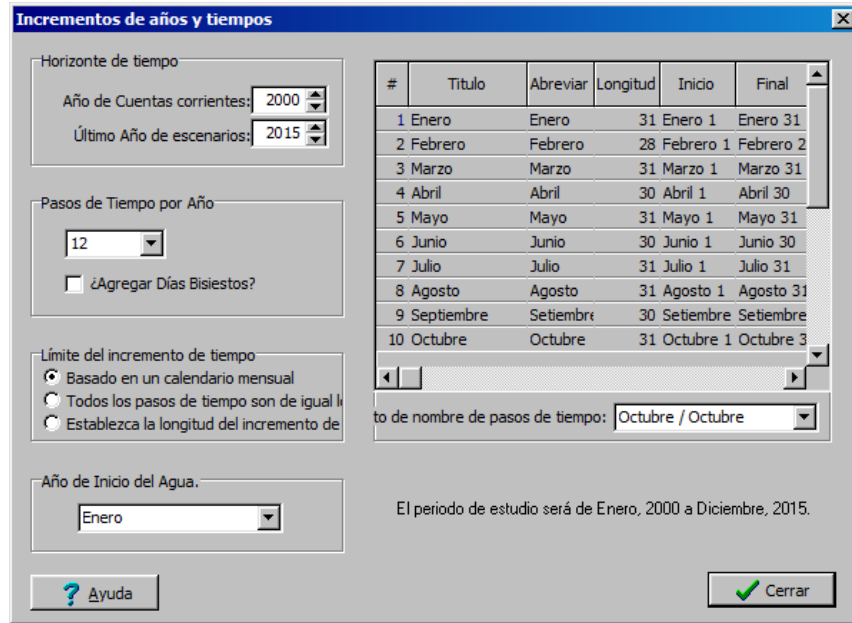 Incrementos de años y tiempos
Horizonte de tiempo
Año de Cuentas corrientes: 2000
Último Año de escenarios: 2015
Pasos de Tiempo por Año
12
¿Agregar Días Bisiestos?
Límite del incremento de tiempo
Basado en un calendario mensual
Todos los pasos de tiempo son de igual l
Establezca la longitud del incremento de
Año de Inicio del Agua.
Enero
Ayuda
# Titulo Abreviar Longitud Inicio Final
1 Enero Enero 31 Enero 1 Enero 31
2 Febrero Febrero 28 Febrero 1 Febrero 2
3 Marzo Marzo 31 Marzo 1 Marzo 31
4 Abril Abril 30 Abril 1 Abril 30
5 Mayo Mayo 31 Mayo 1 Mayo 31
6 Junio Junio 30 Junio 1 Junio 30
7 Julio Julio 31 Julio 1 Julio 31
8 Agosto Agosto 31 Agosto 1 Agosto 31
9 Septiembre Setiembre 30 Setiembre Setiembre
10 Octubre Octubre 31 Octubre 1 Octubre 3
to de nombre de pasos de tiempo: Octubre / Octubre
El periodo de estudio será de Enero, 2000 a Diciembre, 2015.
Cerrar